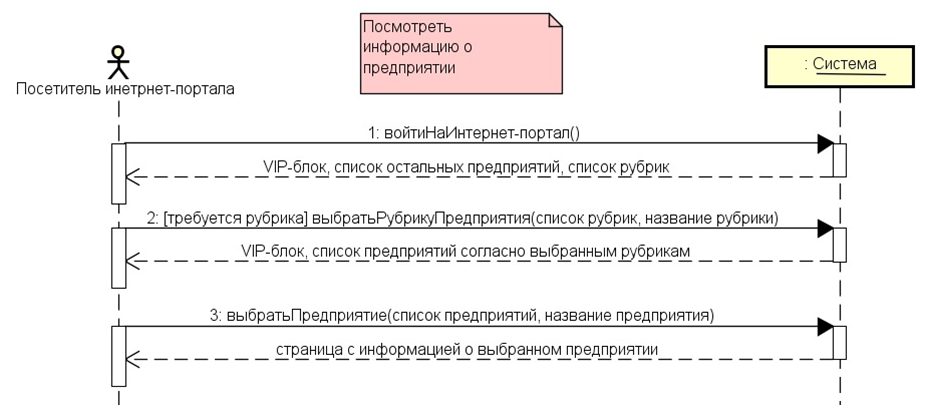 Посмотреть
информацию о
предприятии
Посетитель инетрнет-портала
: Система
1: войтиНаИнтернет-портал()
VIP-блок, список остальных предприятий, список рубрик
2: [требуется рубрика] выбратьРубрикуПредприятия(список рубрик, название рубрики)
VIP-блок, список предприятий согласно выбранным рубрикам
3: выбратьПредприятие(список предприятий, название предприятия)
страница с информацией о выбранном предприятии